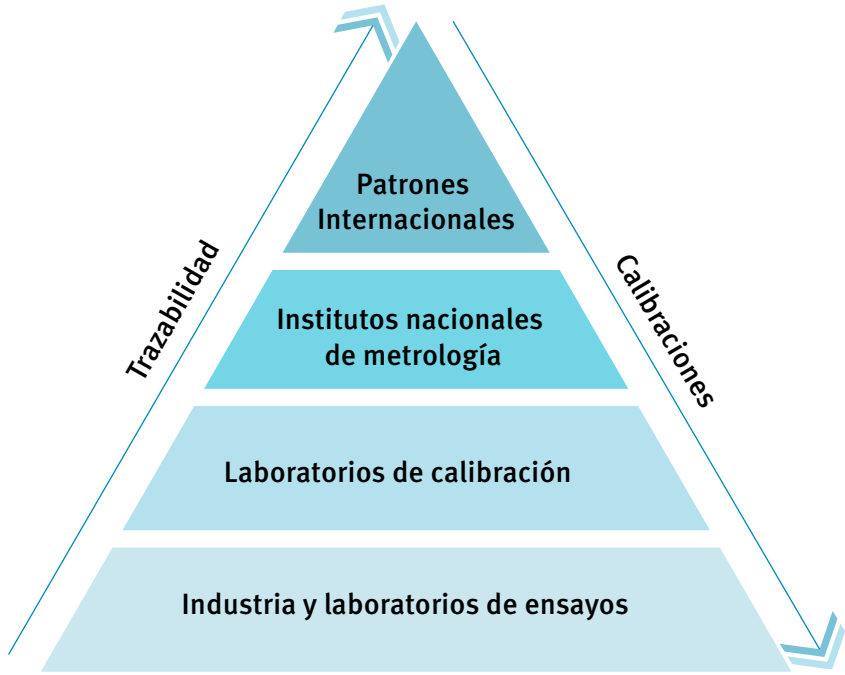 Patrones
Internacionales
Trazabilidad
Calibraciones
Institutos nacionales
de metrología
Laboratorios de calibración
Industria y laboratorios de ensayos